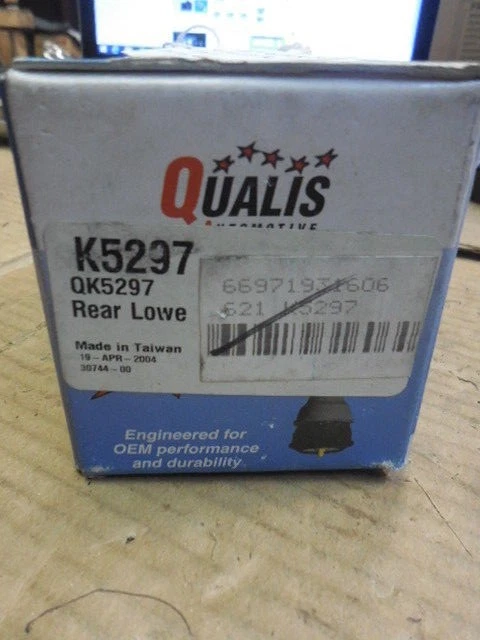 QUALIS
AUTOMOTIVE
K5297
QK5297
Rear Lowe
Made in Taiwan
19-APR-2004
30744-00
66971931606
621 K5297
Engineered for
OEM performance
and durability